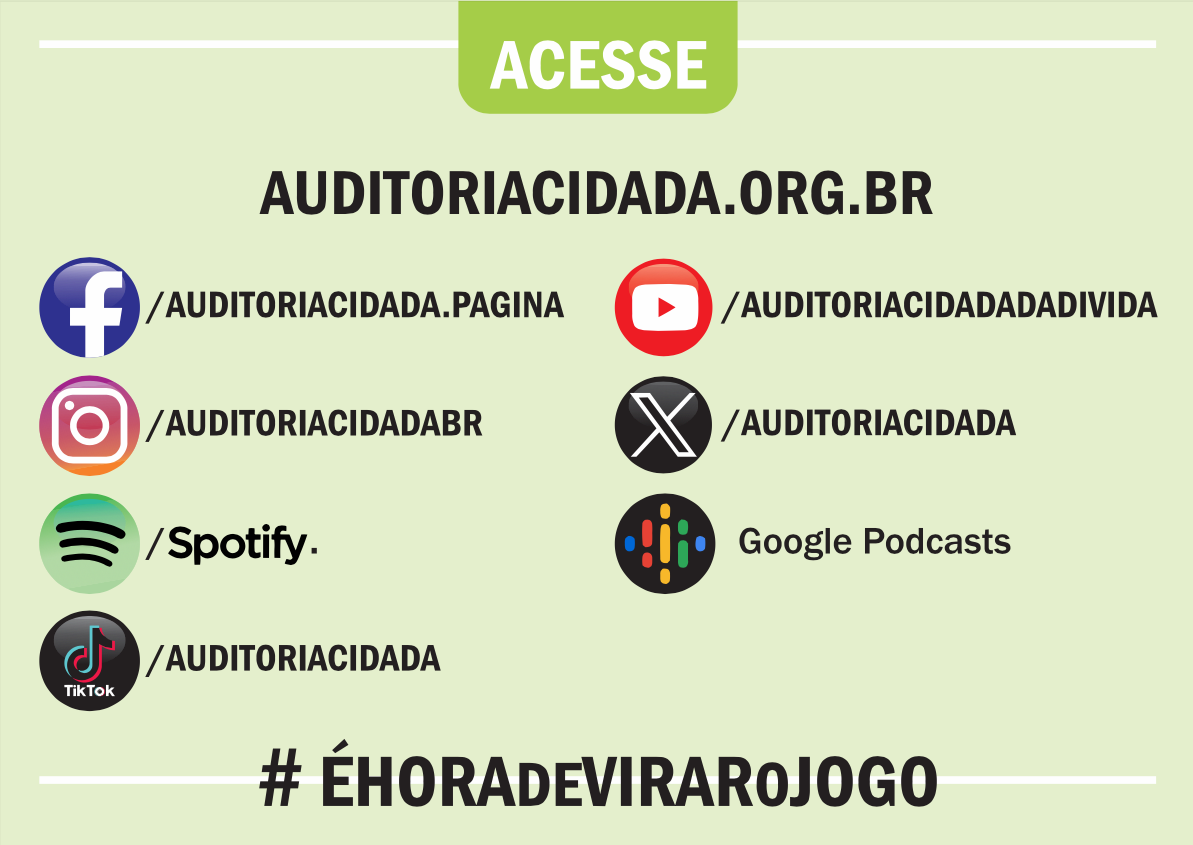 ACESSE
AUDITORIACIDADA.ORG.BR
/AUDITORIACIDADA.PAGINA
/AUDITORIACIDADADADIVIDA
/AUDITORIACIDADABR
/AUDITORIACIDADA
/Spotify.
Google Podcasts
TikTok
/AUDITORIACIDADA
# ÉHORADEVIRAROJOGO